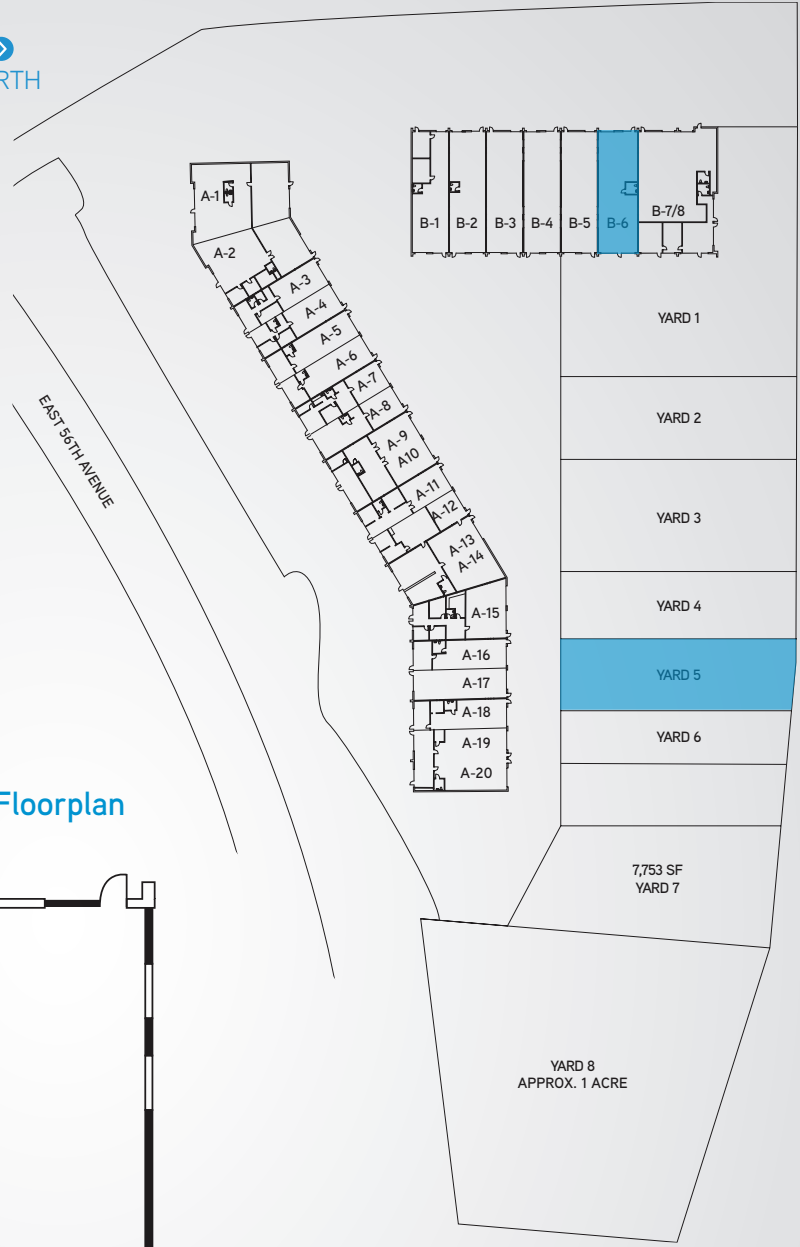 RTH
A-1
A-2
A-3
A-4
A-5
A-6
A-7
A-8
A-9
A10
A-11
A-12
A-13
A-14
A-15
A-16
A-17
A-18
A-19
A-20
B-1
B-2
B-3
B-4
B-5
B-6
B-7/8
YARD 1
YARD 2
YARD 3
YARD 4
YARD 5
YARD 6
7,753 SF
YARD 7
YARD 8
APPROX. 1 ACRE
EAST 56TH AVENUE
Floorplan